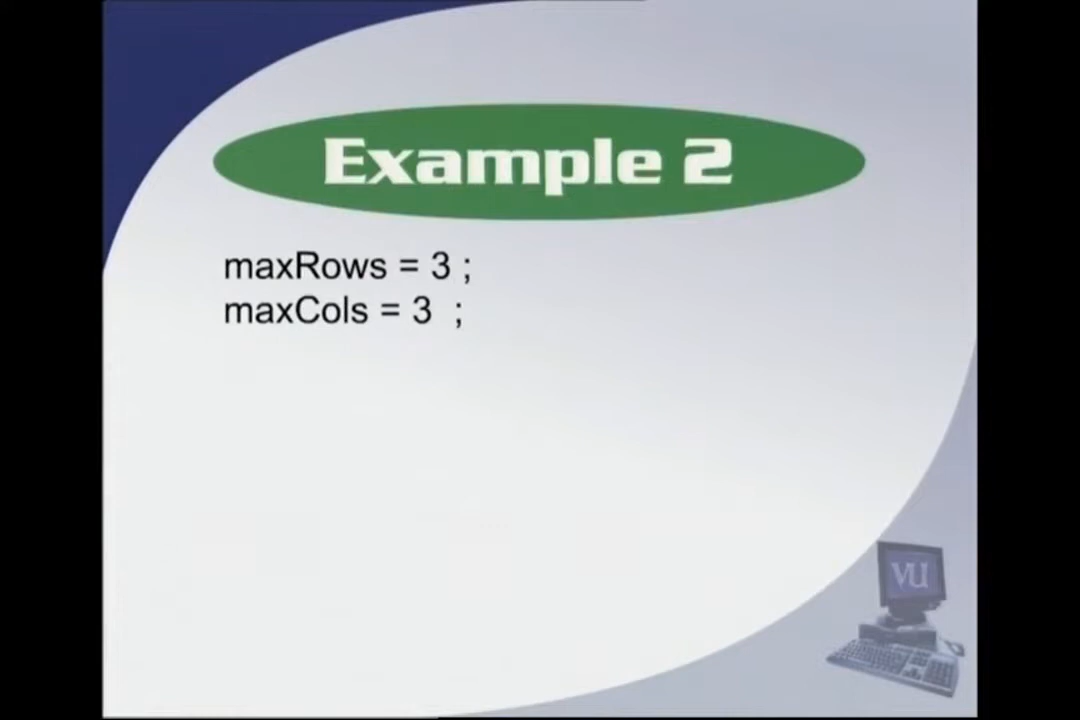 Example 2
maxRows = 3 ;
maxCols = 3  ;
VU